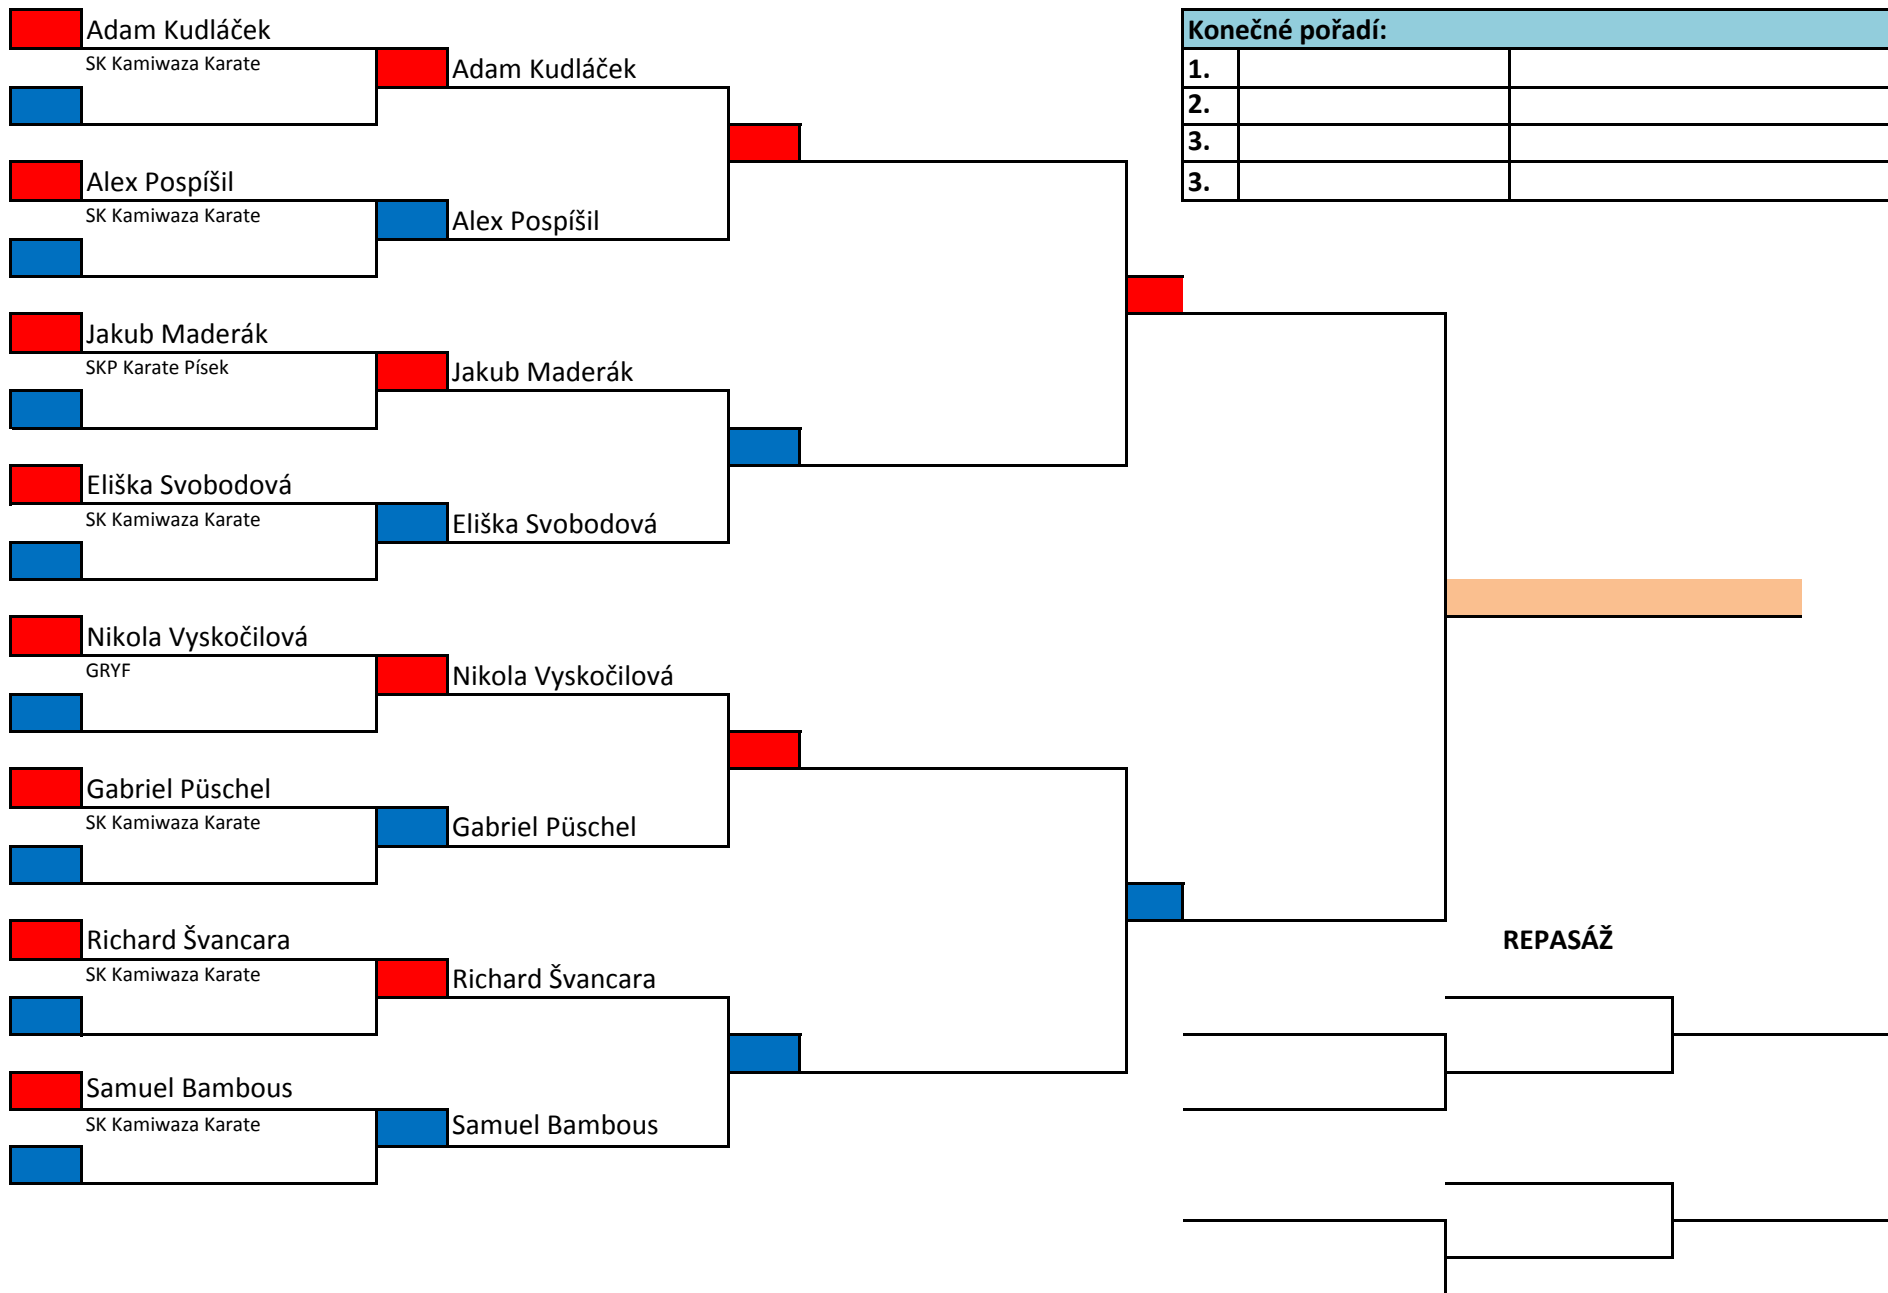 Adam Kudláček
SK Kamiwaza Karate
Adam Kudláček
Alex Pospíšil
SK Kamiwaza Karate
Alex Pospíšil
Jakub Maderák
SKP Karate Písek
Jakub Maderák
Eliška Svobodová
SK Kamiwaza Karate
Eliška Svobodová
Nikola Vyskočilová
GRYF
Nikola Vyskočilová
Gabriel Püschel
SK Kamiwaza Karate
Gabriel Püschel
Richard Švancara
SK Kamiwaza Karate
Richard Švancara
Samuel Bambous
SK Kamiwaza Karate
Samuel Bambous
Konečné pořadí:
1.
2.
3.
3.
REPASÁŽ